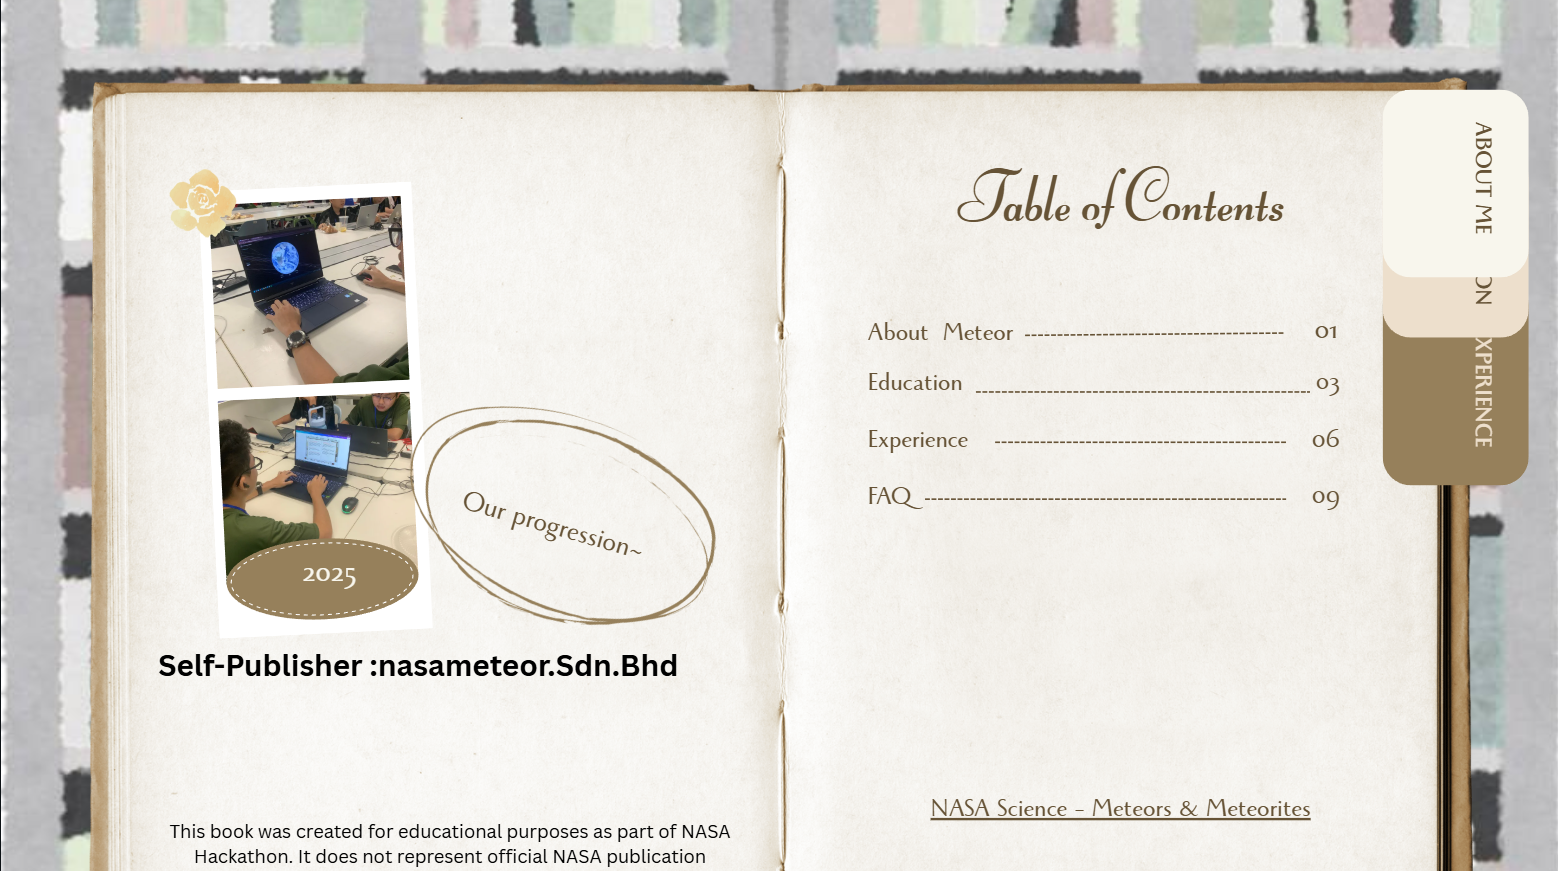 2025
Our progression~
Self-Publisher :nasameteor.Sdn.Bhd
This book was created for educational purposes as part of NASA
Hackathon. It does not represent official NASA publication
Table of Contents
About Meteor ---------------------------------------- 01
Education ---------------------------------------------------- 03
Experience --------------------------------------------- 06
FAQ -------------------------------------------------------- 09
NASA Science – Meteors & Meteorites
ABOUT ME
ON
XPERIENCE